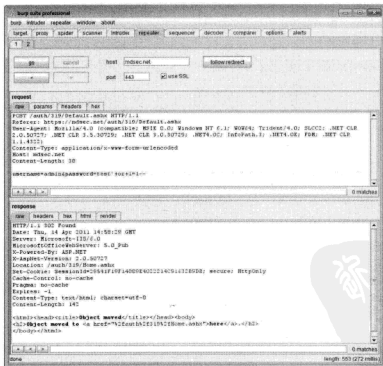 burp suite professional
burp intruder repeater window about
target proxy spider scanner intruder repeater sequencer decoder comparer options alerts
1 2
go cancel host mdsec.net follow redirect
< > port 443 use SSL
request
raw params headers hex
POST /auth/319/Default.ashx HTTP/1.1
Referer: https://mdsec.net/auth/319/Default.ashx
User-Agent: Mozilla/4.0 (compatible; MSIE 8.0; Windows NT 6.1; WOW64; Trident/4.0; SLCC2; .NET CLR
2.0.50727; .NET CLR 3.5.30729; .NET CLR 3.0.30729; .NET4.0C; InfoPath.3; .NET4.0E; FDM; .NET CLR
1.1.4322)
Content-Type: application/x-www-form-urlencoded
Host: mdsec.net
Content-Length: 38
+ < > 0 matches
response
raw headers hex html render
HTTP/1.1 302 Found
Date: Thu, 14 Apr 2011 14:58:28 GMT
Server: Microsoft-IIS/6.0
MicrosoftOfficeWebServer: 5.0_Pub
X-Powered-By: ASP.NET
X-AspNet-Version: 2.0.50727
Location: /auth/319/Home.ashx
secure; HttpOnly
Cache-Control: no-cache
Pragma: no-cache
Expires: -1
Content-Type: text/html; charset=utf-8
Content-Length: 142
<html><head><title>Object moved</title></head><body>
<h2>Object moved to <a href="%2fauth%2f319%2fHome.ashx">here</a>.</h2>
</body></html>
+ < > 0 matches
done length: 553 (272 millis)